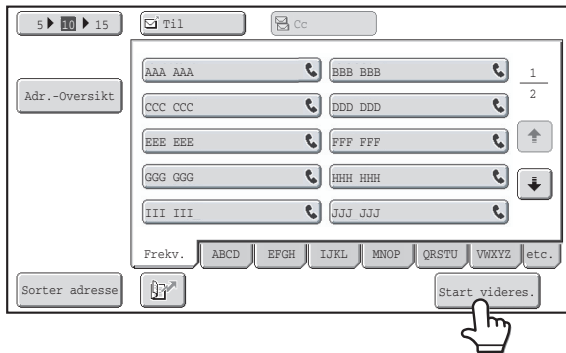 5 10 15 Til Cc
AAA AAA BBB BBB 1
Adr.-Oversikt CCC CCC DDD DDD 2
EEE EEE FFF FFF
GGG GGG HHH HHH
III III JJJ JJJ
Frekv. ABCD EFGH IJKL MNOP QRSTU VWXYZ etc.
Sorter adresse Start videres.